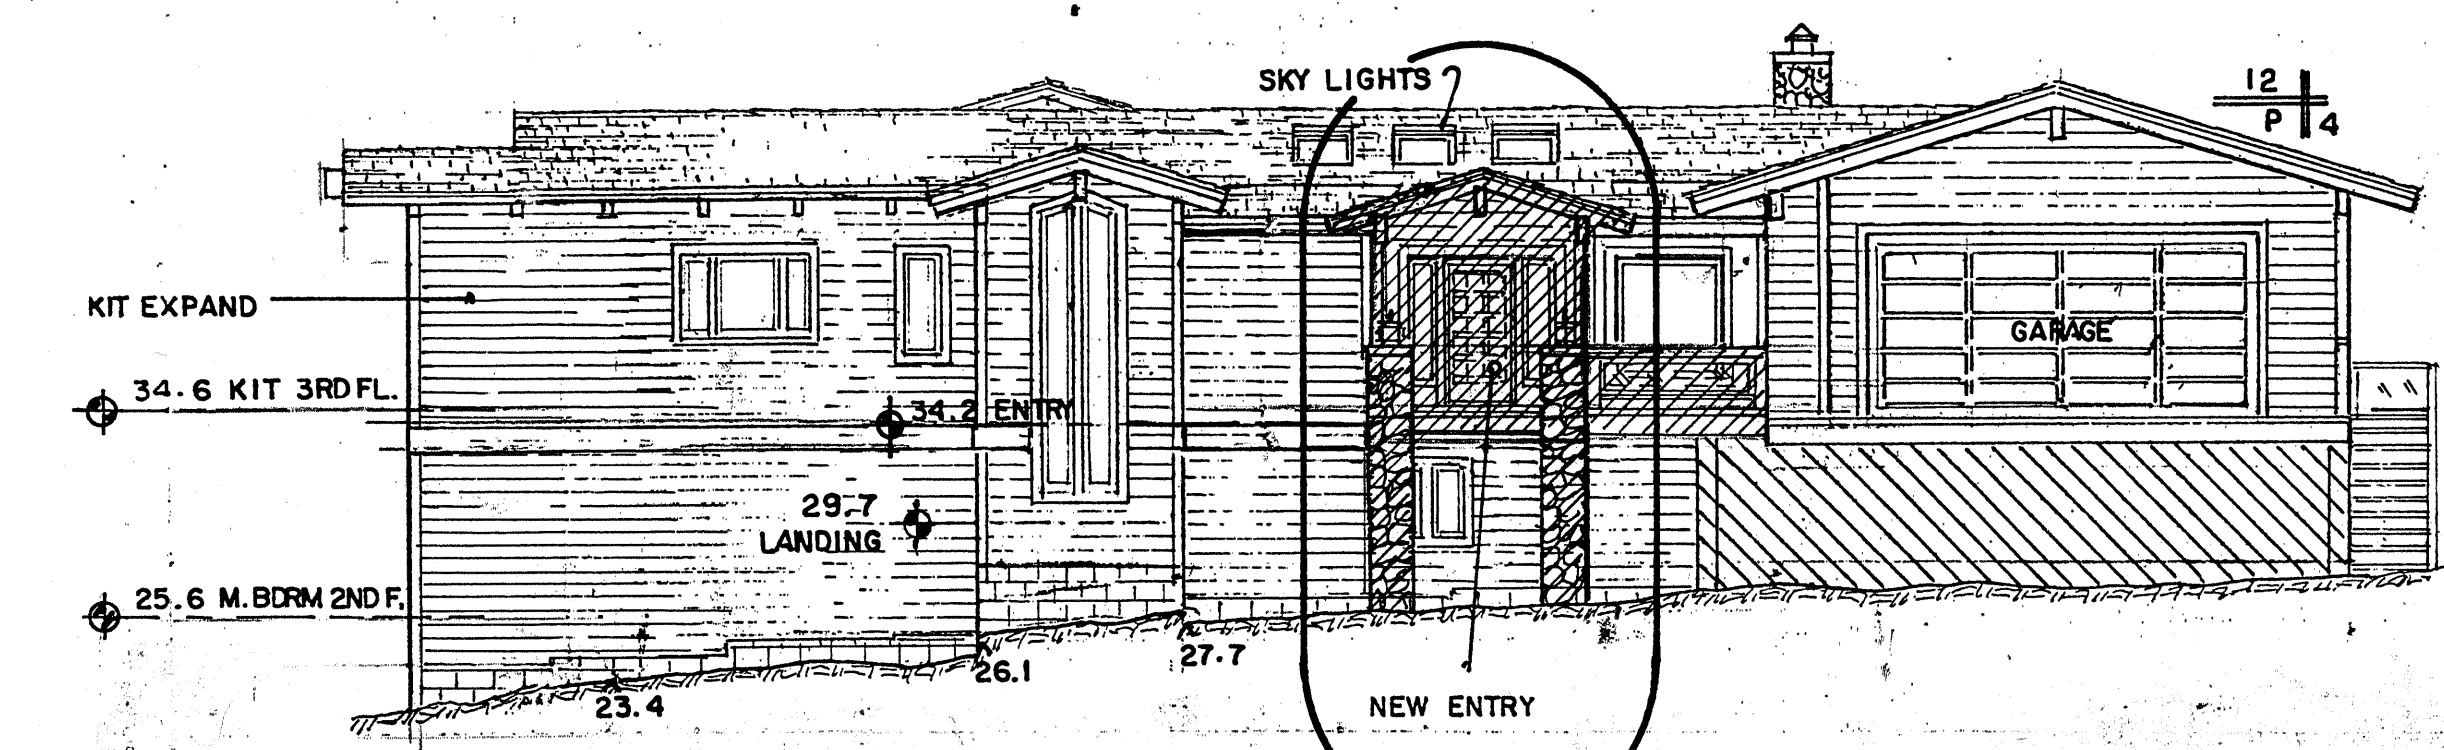 SKY LIGHTS
12
P 4
KIT EXPAND
GARAGE
34.6 KIT 3RD FL.
34.2 ENTRY
29.7
LANDING
25.6 M.BDRM 2ND F.
26.1
27.7
23.4
NEW ENTRY